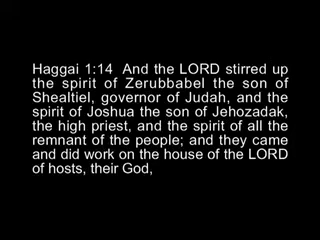 Haggai 1:14 And the LORD stirred up
the spirit of Zerubbabel the son of
Shealtiel, governor of Judah, and the
spirit of Joshua the son of Jehozadak,
the high priest, and the spirit of all the
remnant of the people; and they came
and did work on the house of the LORD
of hosts, their God,